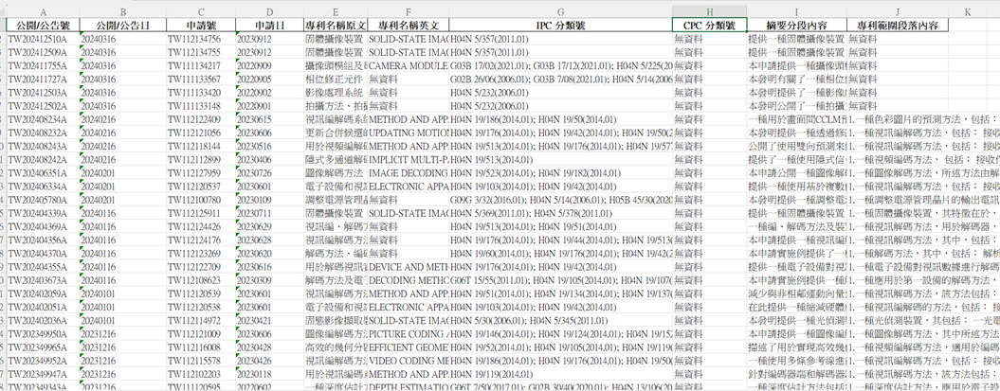 A B C D E F G H I J K
公開/公告號 公開/公告日 申請號 申請日 專利名稱原文 專利名稱英文 IPC 分類號 CPC 分類號 摘要分段內容 專利範圍段落內容
TW202412510A 20240316 TW112134756 20230912 固體攝像裝置 SOLID-STATE IMAG H04N 5/357(2011.01) 無資料 提供一種固體攝像裝置 無資料
TW202412509A 20240316 TW112134755 20230912 固體攝像裝置 SOLID-STATE IMAG H04N 5/357(2011.01) 無資料 提供一種固體攝像裝置 無資料
TW202411755A 20240316 TW112134217 20220909 攝像頭模組及 CAMERA MODULE G03B 17/02(2021.01); G03B 17/12(2021.01); H04N 5/225(20 無資料 本申請提供一種攝像頭 無資料
TW202411727A 20240316 TW111133567 20220905 相位修正元件 無資料 G02B 26/06(2006.01); G03B 7/08(2021.01); H04N 5/14(2006 無資料 本發明有關了一種相位 無資料
TW202412503A 20240316 TW111133420 20220902 影像處理系統 無資料 H04N 5/232(2006.01) 無資料 本發明提供了一種影像 無資料
TW202412502A 20240316 TW111133148 20220901 拍攝方法、拍 無資料 H04N 5/232(2006.01) 無資料 本發明公開了一種拍攝 無資料
TW202408234A 20240216 TW112122409 20230615 視訊編解碼系 METHOD AND APP H04N 19/186(2014.01); H04N 19/50(2014.01) 無資料 一種用於畫面間CCLM預 1.一種色彩圖片的預測方法，包括：
TW202408232A 20240216 TW112121056 20230606 更新合併候選 UPDATING MOTION H04N 19/176(2014.01); H04N 19/42(2014.01); H04N 19/50(2 無資料 本發明提供一種透過修 1.一種視訊編解碼方法，包括： 接收
TW202408243A 20240216 TW112118144 20230516 用於視頻編解碼 METHOD AND APP H04N 19/513(2014.01); H04N 19/176(2014.01); H04N 19/57 無資料 公開了使用雙向預測來 1.一種視訊編解碼方法，包括： 接收
TW202408242A 20240216 TW112112899 20230406 隱式多通道解 IMPLICIT MULTI-P H04N 19/513(2014.01) 無資料 提供了一種使用隱式信 1.一種視頻編碼方法， 包括： 接收
TW202406351A 20240201 TW112127959 20230726 圖像解碼方法 IMAGE DECODING H04N 19/523(2014.01); H04N 19/182(2014.01) 無資料 本申請公開一種圖像解 1.一種圖像解碼方法，所述方法由解
TW202406334A 20240201 TW112120537 20230601 電子設備和視 ELECTRONIC APPA H04N 19/103(2014.01); H04N 19/42(2014.01) 無資料 提供一種使用基於複數 1.一種視訊編解碼方法，包括： 接收
TW202405780A 20240201 TW112100780 20230109 調整電源管理 無資料 G09G 3/32(2016.01); H04N 5/14(2006.01); H05B 45/30(2020 無資料 本發明提供一種調整電 1.一種調整電源管理晶片的輸出電
TW202404339A 20240116 TW112125911 20230711 固體攝像裝置 SOLID-STATE IMAG H04N 5/369(2011.01); H04N 5/378(2011.01) 無資料 提供一種固體攝像裝置 1.一種固體攝像裝置，其特徵在於，
TW202404369A 20240116 TW112124426 20230629 視訊編、解碼 無資料 H04N 19/513(2014.01); H04N 19/51(2014.01) 無資料 一種編、解碼方法及裝 1.一種視訊解碼方法，用於解碼器，
TW202404356A 20240116 TW112124176 20230628 視訊編解碼方 無資料 H04N 19/176(2014.01); H04N 19/44(2014.01); H04N 19/513( 無資料 一種視訊編解碼方法， 1.一種視訊解碼方法，其中，包括：
TW202404370A 20240116 TW112123269 20230620 解碼方法、編 無資料 H04N 19/60(2014.01); H04N 19/176(2014.01); H04N 19/42(2 無資料 本申請實施例提供了一 1.一種解碼方法，其中，包括： 解析
TW202404355A 20240116 TW112122709 20230616 用於解碼視訊 DEVICE AND METH H04N 19/176(2014.01); H04N 19/42(2014.01) 無資料 提供一種電子設備對視 1.一種電子設備對視訊數據進行解碼
TW202403673A 20240116 TW112108623 20230309 解碼方法及電 DECODING METHO G06T 15/55(2011.01); H04N 19/105(2014.01); H04N 19/107( 無資料 本申請實施例提供一種 1.一種應用於第一設備的解碼方法，
TW202402059A 20240101 TW112120539 20230601 視訊編解碼方 METHOD AND APP H04N 19/51(2014.01); H04N 19/134(2014.01); H04N 19/137( 無資料 減少與非相鄰運動向量 1.一種視訊解碼方法，該方法包括：
TW202402051A 20240101 TW112120538 20230601 電子設備和視 ELECTRONIC APPA H04N 19/103(2014.01); H04N 19/42(2014.01) 無資料 在此提供一種縮減硬體 1.一種視訊編解碼的方法，包括： 接
TW202402036A 20240101 TW112114972 20230421 固態影像擷取 SOLID-STATE IMAG H04N 5/30(2006.01); H04N 5/345(2011.01) 無資料 本發明提供一種光偵測 1.一種光偵測裝置，其包括： 一光電
TW202349950A 20231216 TW112121009 20230606 圖像編解碼方 PICTURE CODING A H04N 19/146(2014.01); H04N 19/124(2014.01); H04N 19/152 無資料 本申請提供一種圖像編 1.一種圖像解碼方法，其中所述方法
TW202349965A 20231216 TW112116008 20230428 高效的幾何分 EFFICIENT GEOME H04N 19/52(2014.01); H04N 19/105(2014.01); H04N 19/119( 無資料 描述了用於實現高效幾 1.一種視頻編碼方法，適用於編碼
TW202349952A 20231216 TW112115578 20230426 視訊編解碼方 VIDEO CODING ME H04N 19/186(2014.01); H04N 19/176(2014.01); H04N 19/50( 無資料 一種使用多條參考線進 1.一種視訊編解碼方法，包括： 接收
TW202349947A 20231216 TW112102203 20230118 用於視訊編碼 METHOD AND APP H04N 19/119(2014.01) 無資料 針對編碼器端和解碼器 1.一種視訊解碼方法，該方法包括：
TW202349343A 20231216 TW111120595 20220602 一種深度估計 DEPTH ESTIMATIO G06T 7/50(2017.01); G02B 30/40(2020.01); H04N 13/106(20 無資料 一種深度估計方法包括 1.一種深度估計方法，應用於電子設